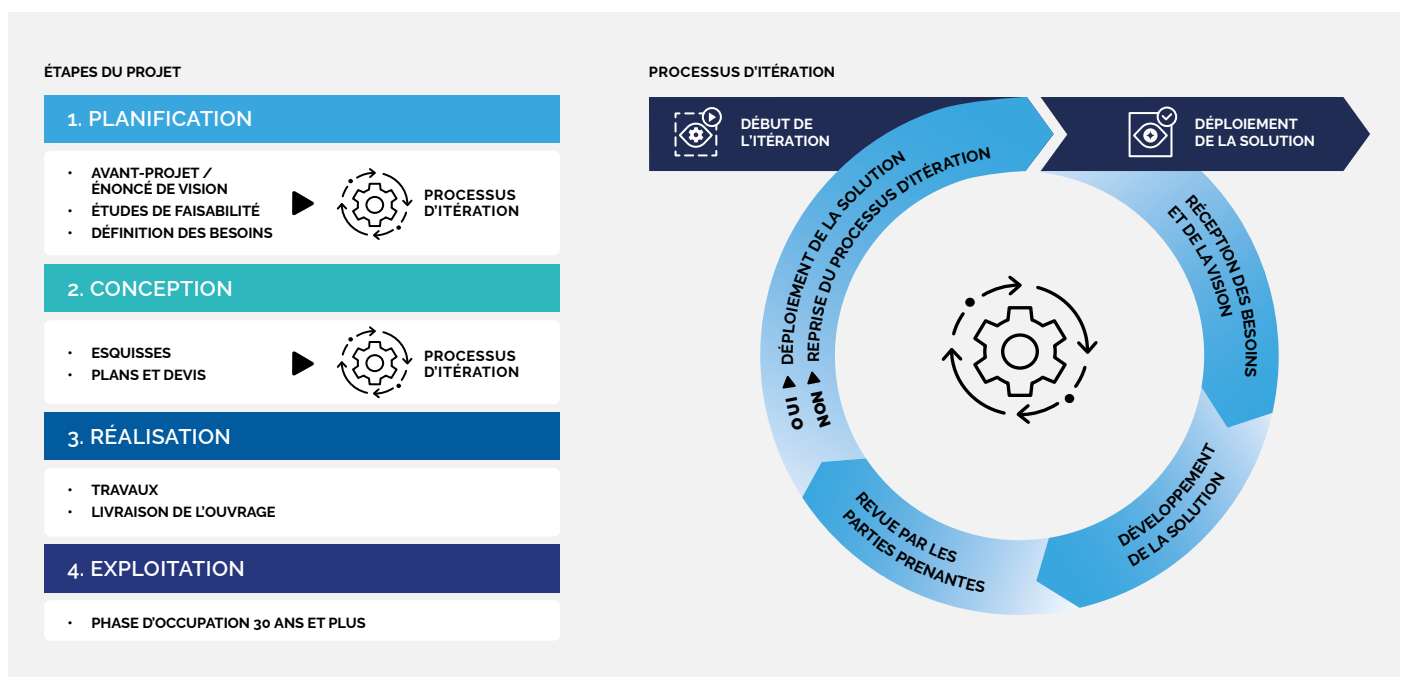 ÉTAPES DU PROJET
1. PLANIFICATION
• AVANT-PROJET /
ÉNONCÉ DE VISION
• ÉTUDES DE FAISABILITÉ
• DÉFINITION DES BESOINS
PROCESSUS
D'ITÉRATION
2. CONCEPTION
• ESQUISSES
• PLANS ET DEVIS
PROCESSUS
D'ITÉRATION
3. RÉALISATION
• TRAVAUX
• LIVRAISON DE L'OUVRAGE
4. EXPLOITATION
• PHASE D'OCCUPATION 30 ANS ET PLUS
PROCESSUS D'ITÉRATION
DÉBUT DE
L'ITÉRATION
DÉPLOIEMENT
DE LA SOLUTION
RÉCEPTION DES BESOINS
ET DE LA VISION
DÉVELOPPEMENT
DE LA SOLUTION
REVUE PAR LES
PARTIES PRENANTES
OUI ▶ DÉPLOIEMENT DE LA SOLUTION
NON ▶ REPRISE DU PROCESSUS D'ITÉRATION